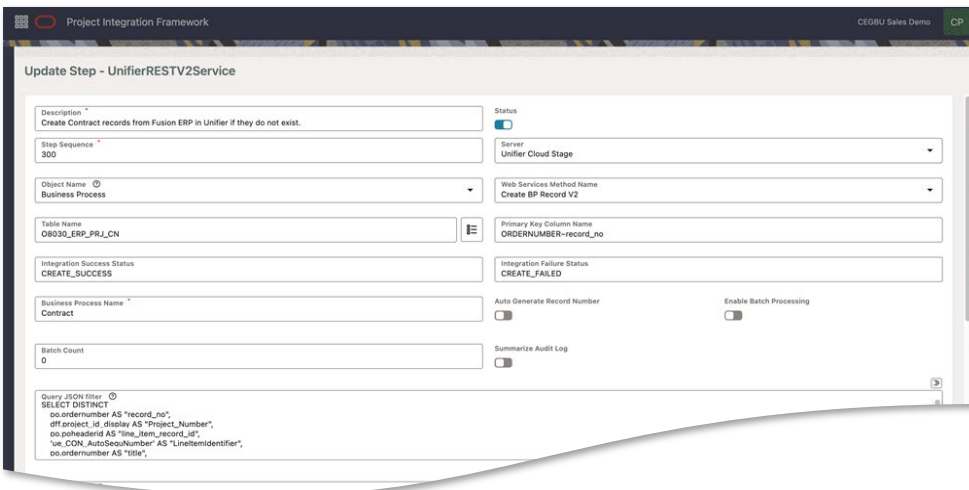 Project Integration Framework
CEGBU Sales Demo
CP
Update Step - UnifierRESTV2Service
Description *
Create Contract records from Fusion ERP in Unifier if they do not exist.
Status
Step Sequence *
300
Server
Unifier Cloud Stage
Object Name
Business Process
Web Services Method Name
Create BP Record V2
Table Name
O8030_ERP_PRJ_CN
Primary Key Column Name
ORDERNUMBER~record_no
Integration Success Status
CREATE_SUCCESS
Integration Failure Status
CREATE_FAILED
Business Process Name *
Contract
Auto Generate Record Number
Enable Batch Processing
Batch Count
0
Summarize Audit Log
Query JSON filter
SELECT DISTINCT
po.ordernumber AS "record_no",
dff.project_id_display AS "Project_Number",
po.poheaderid AS "line_item_record_id",
'ue_CON_AutoSequNumber' AS "LineItemIdentifier",
po.ordernumber AS "title",